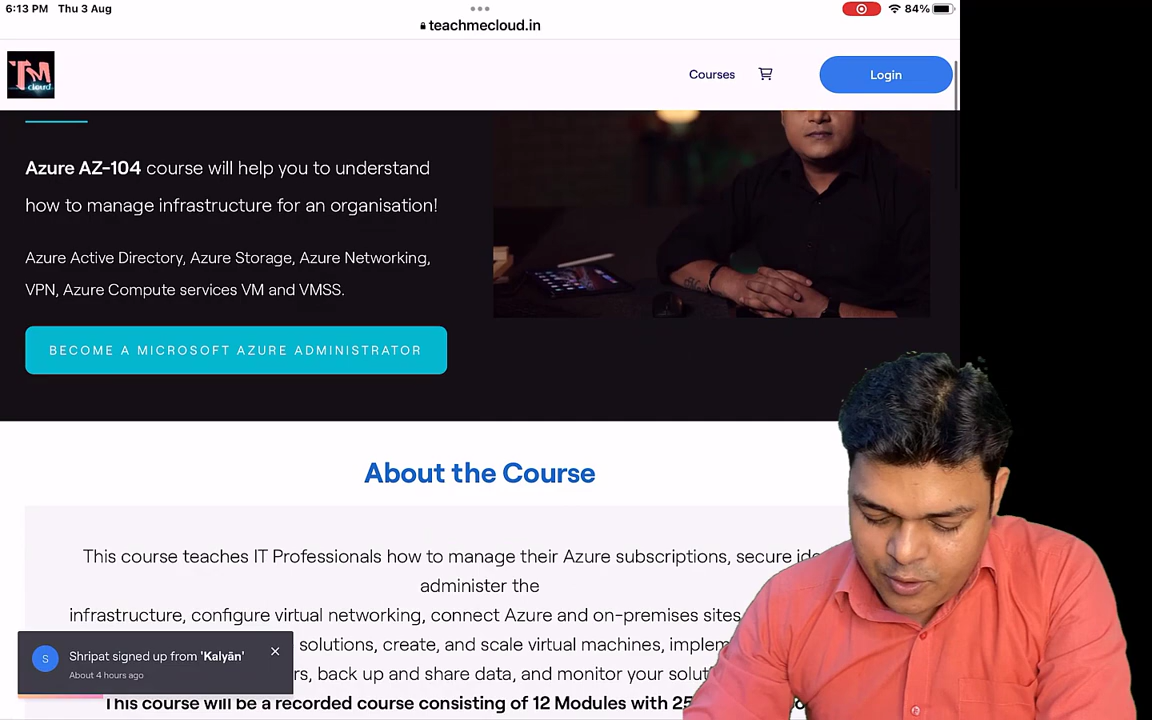 6:13 PM Thu 3 Aug
84%
teachmecloud.in
TM
cloud
Courses
Login
Azure AZ-104 course will help you to understand
how to manage infrastructure for an organisation!
Azure Active Directory, Azure Storage, Azure Networking,
VPN, Azure Compute services VM and VMSS.
BECOME A MICROSOFT AZURE ADMINISTRATOR
About the Course
This course teaches IT Professionals how to manage their Azure subscriptions, secure
administer the
infrastructure, configure virtual networking, connect Azure and on-premises sites
solutions, create, and scale virtual machines,
back up and share data, and monitor your
This course will be a recorded course consisting of 12 Modules with
S
Shripat signed up from 'Kalyān'
About 4 hours ago